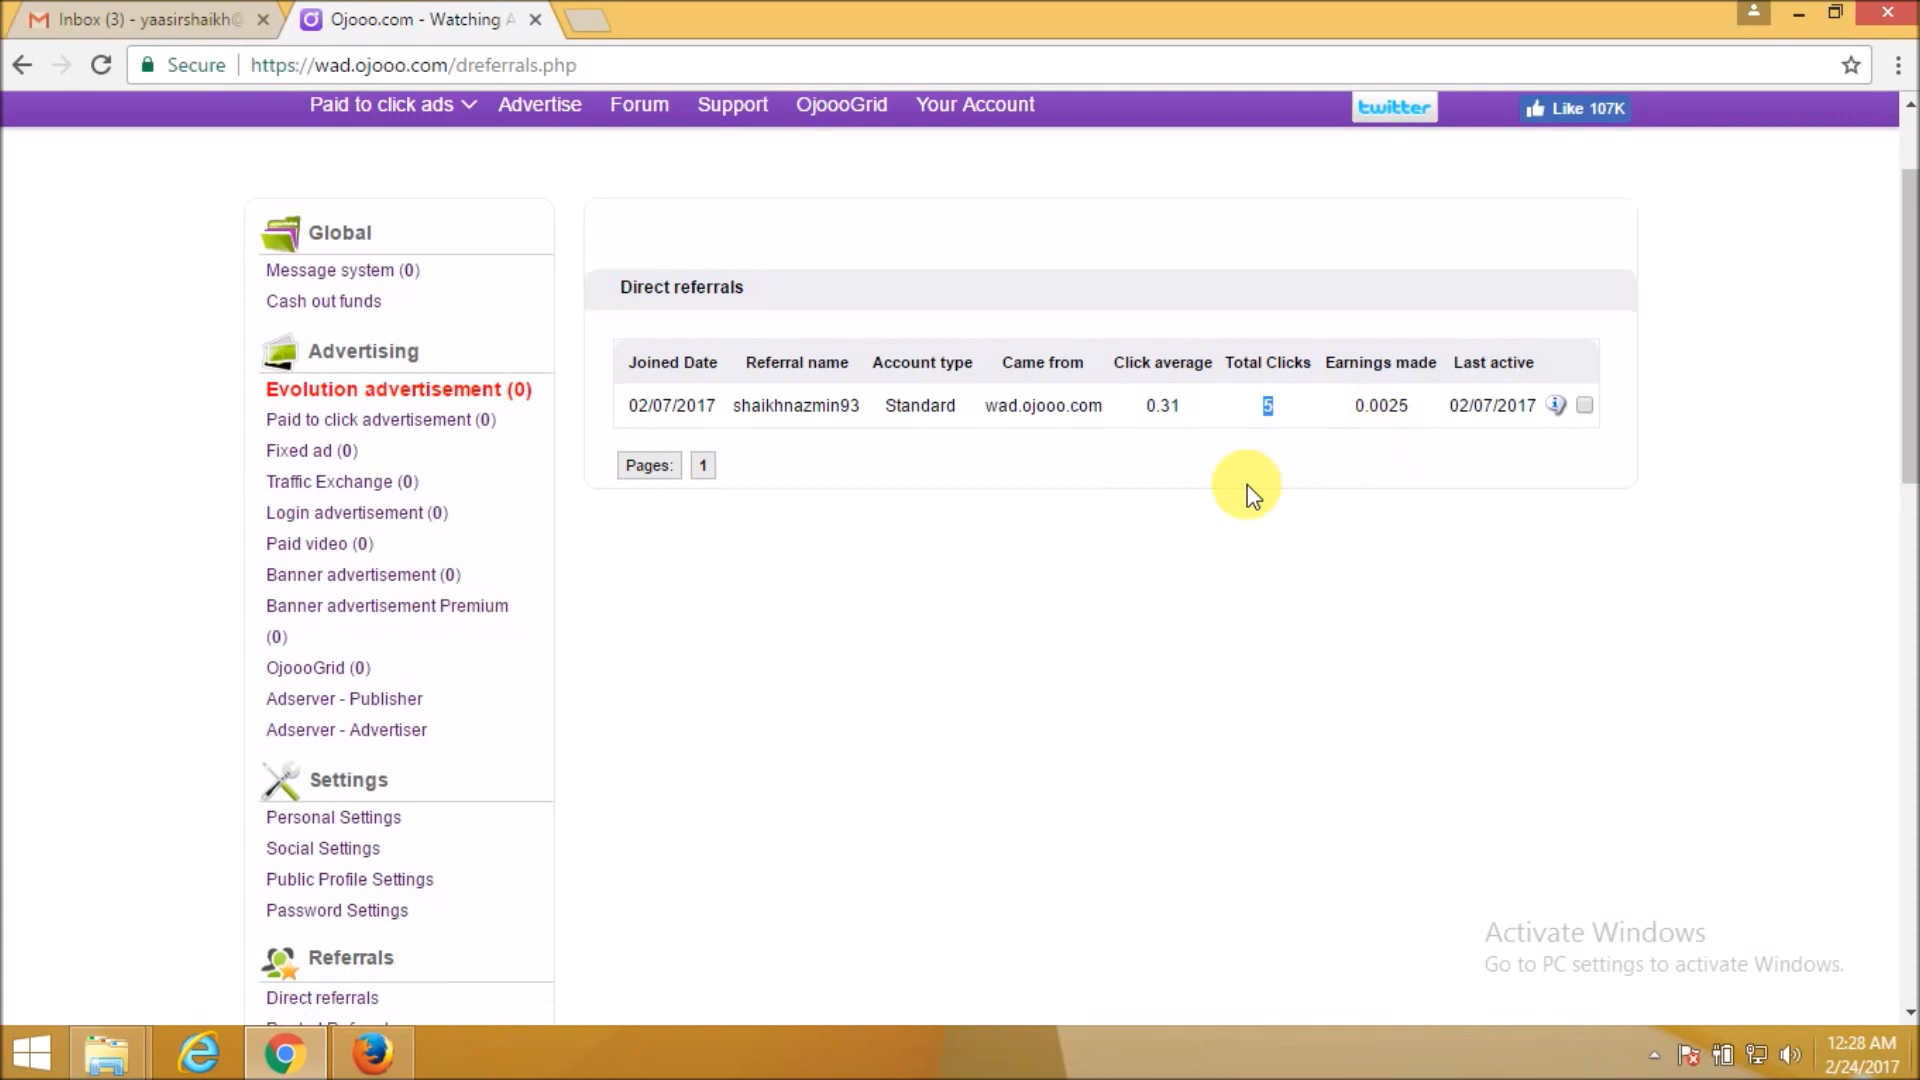 Inbox (3) - yaasirshaikh@
Ojooo.com - Watching A
Secure https://wad.ojooo.com/dreferrals.php
Paid to click ads Advertise Forum Support OjoooGrid Your Account twitter Like 107K
Global
Message system (0)
Cash out funds
Advertising
Evolution advertisement (0)
Paid to click advertisement (0)
Fixed ad (0)
Traffic Exchange (0)
Login advertisement (0)
Paid video (0)
Banner advertisement (0)
Banner advertisement Premium
(0)
OjoooGrid (0)
Adserver - Publisher
Adserver - Advertiser
Settings
Personal Settings
Social Settings
Public Profile Settings
Password Settings
Referrals
Direct referrals
Direct referrals
Joined Date Referral name Account type Came from Click average Total Clicks Earnings made Last active
02/07/2017 shaikhnazmin93 Standard wad.ojooo.com 0.31 5 0.0025 02/07/2017
Pages: 1
Activate Windows
Go to PC settings to activate Windows.
12:28 AM
2/24/2017